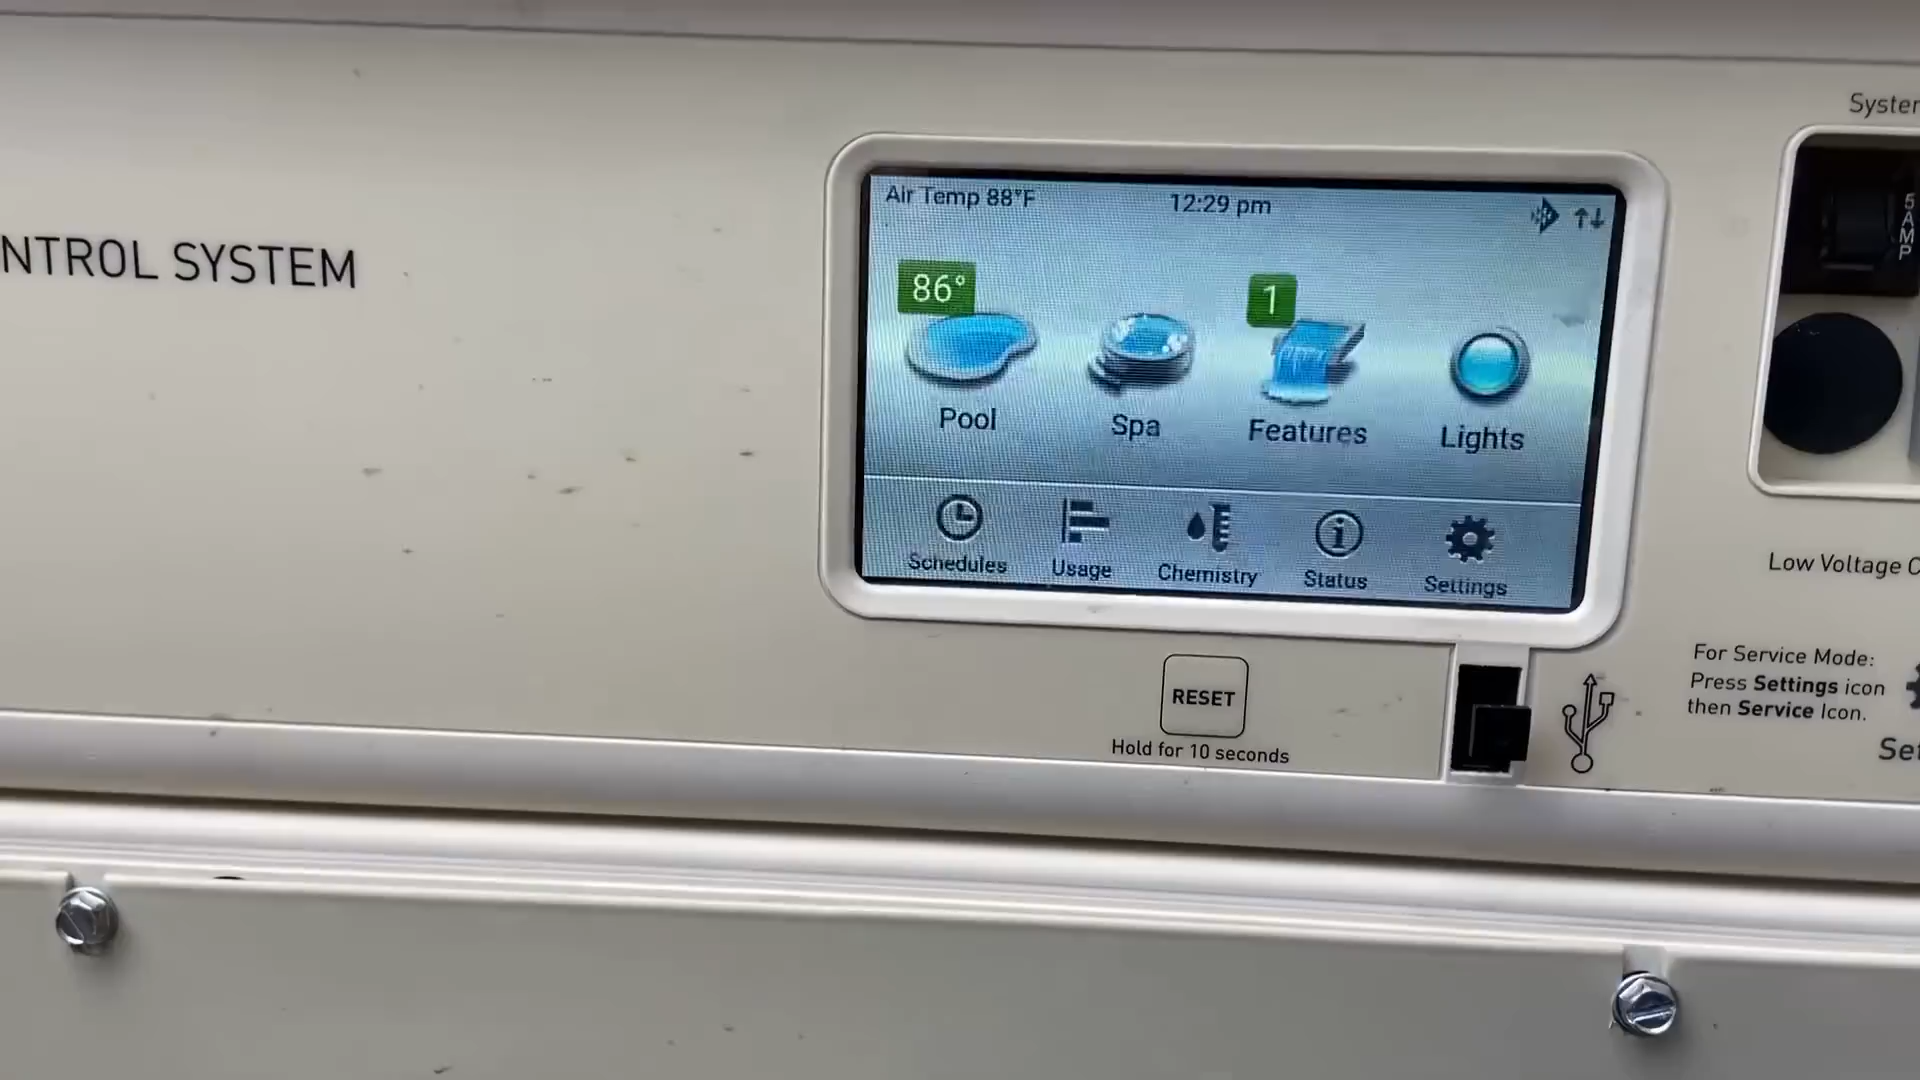 NTROL SYSTEM
Air Temp 88°F
12:29 pm
86°
1
Pool
Spa
Features
Lights
Schedules
Usage
Chemistry
Status
Settings
RESET
Hold for 10 seconds
Syster
5 AMP
Low Voltage C
For Service Mode:
Press Settings icon
then Service Icon.
Set